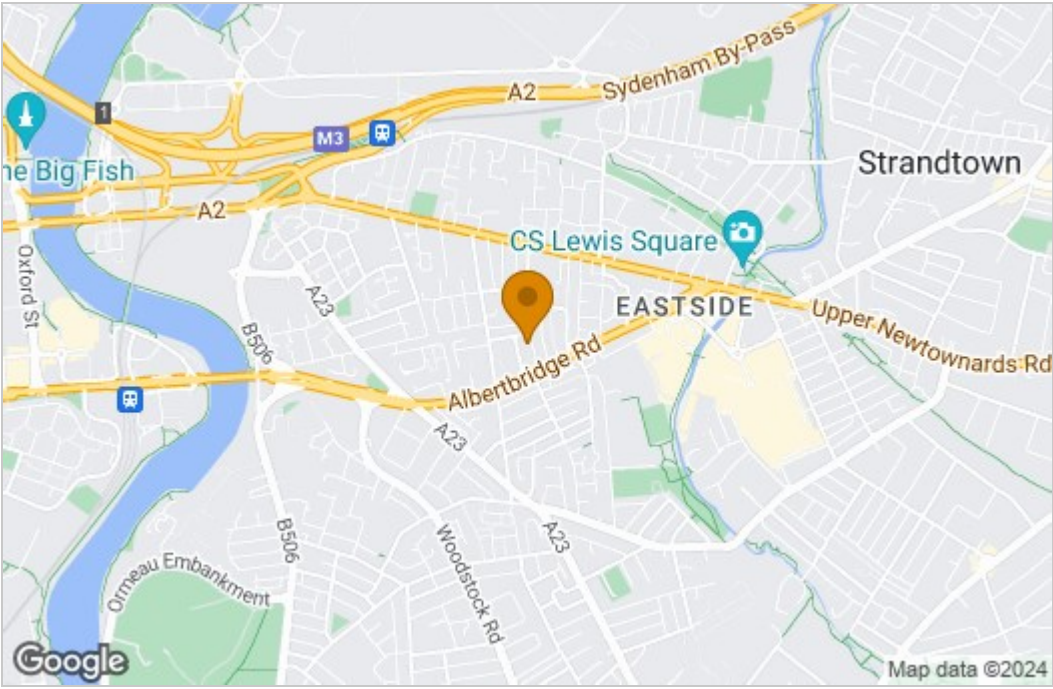 Sydenham By-Pass
A2
1
M3
ne Big Fish
Strandtown
A2
CS Lewis Square
Oxford St
A23
EASTSIDE
Upper Newtownards Rd
B506
Albertbridge Rd
A23
B506
A23
Woodstock Rd
Ormeau Embankment
Google
Map data ©2024